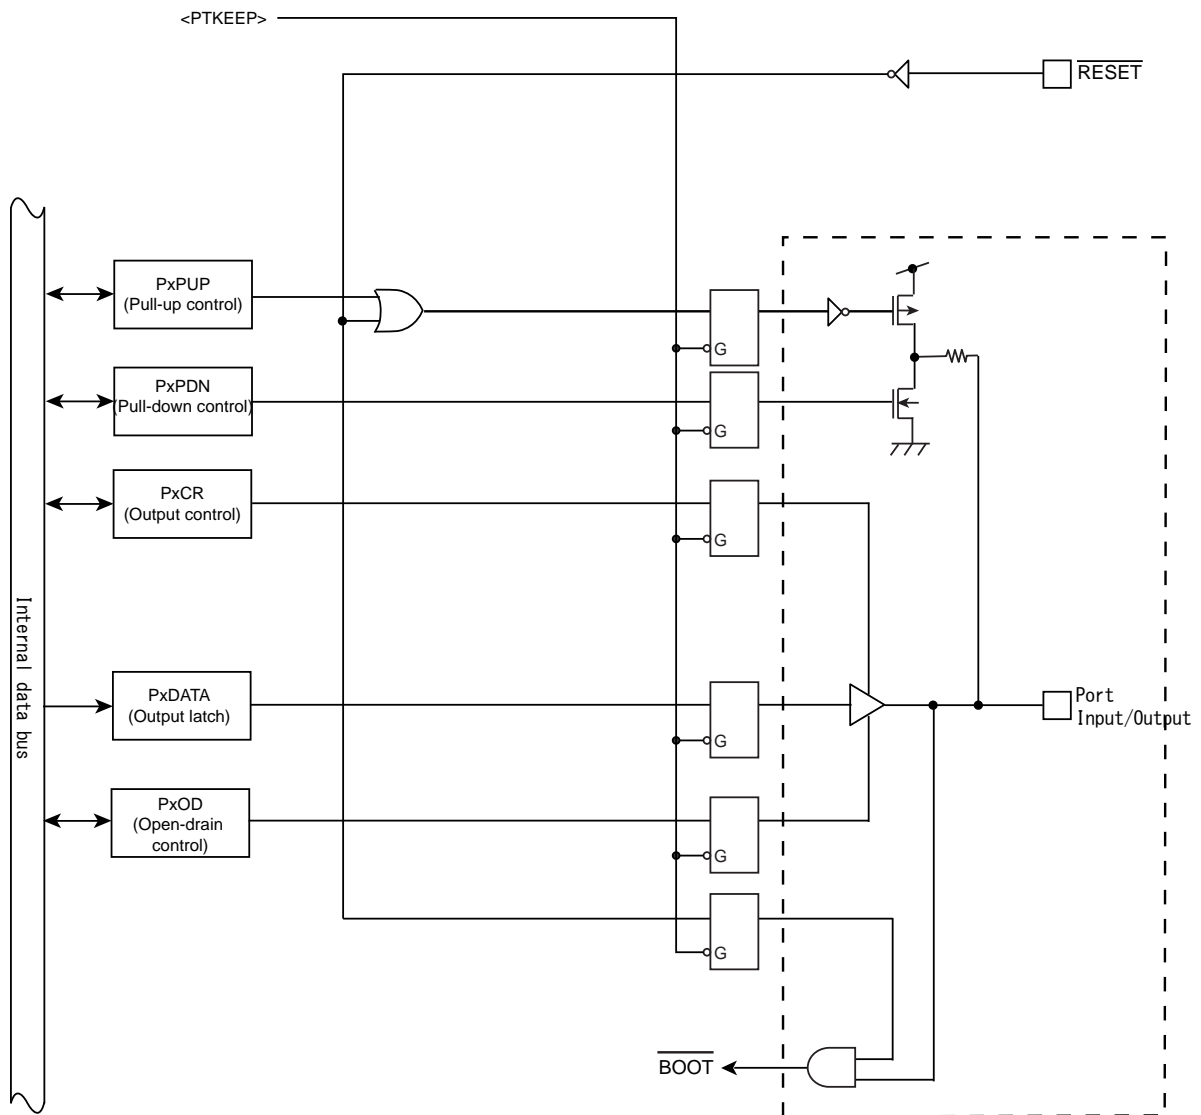 <PTKEEP>
RESET
PxPUP
(Pull-up control)
G
PxPDN
(Pull-down control)
G
PxCR
(Output control)
G
Internal data bus
PxDATA
(Output latch)
G
Port
Input/Output
PxOD
(Open-drain
control)
G
G
BOOT